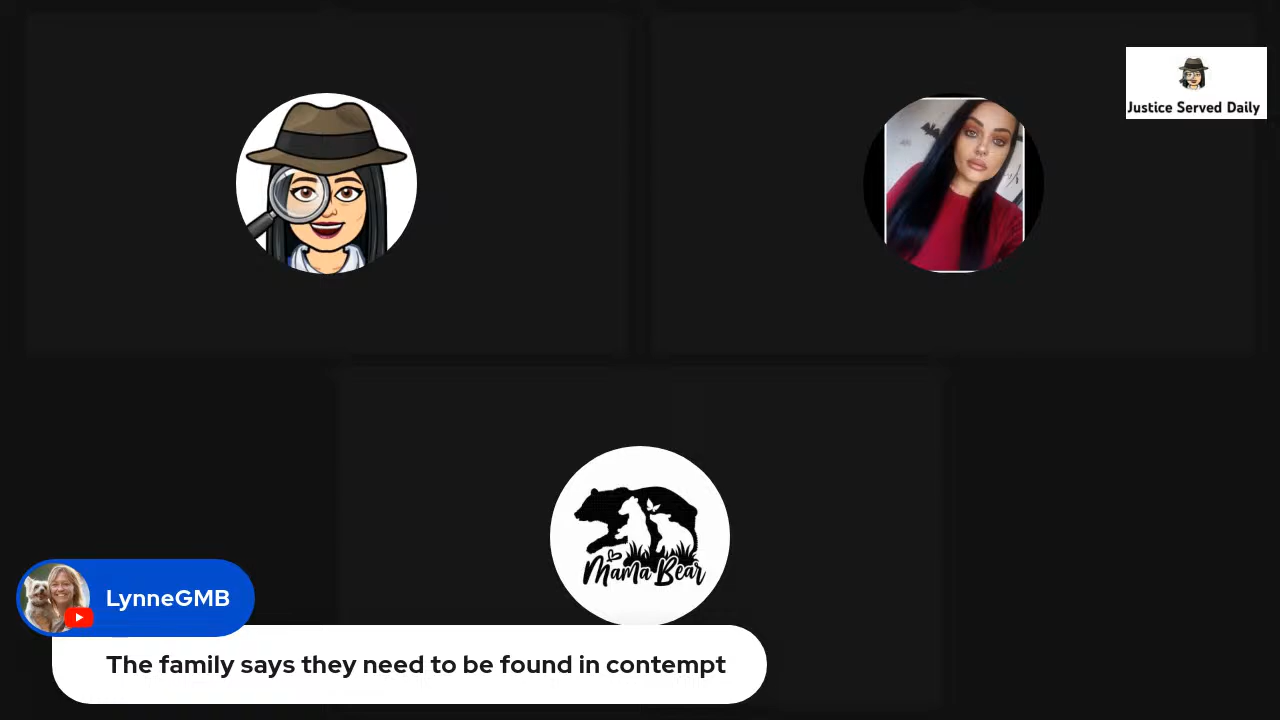 Justice Served Daily
Mama Bear
LynneGMB
The family says they need to be found in contempt